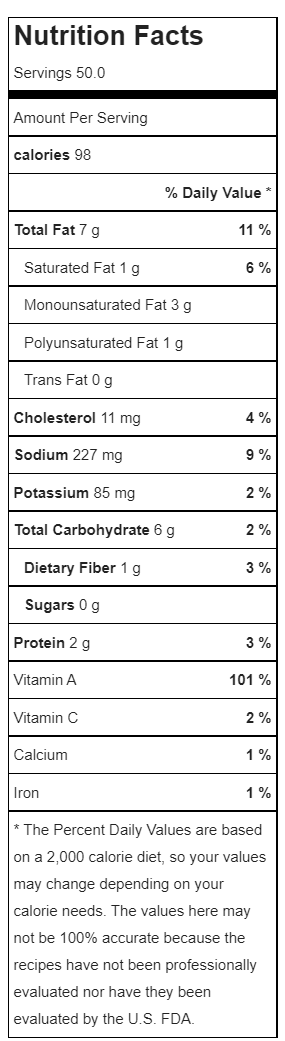 Nutrition Facts
Servings 50.0
Amount Per Serving
calories 98
% Daily Value *
Total Fat 7 g 11 %
Saturated Fat 1 g 6 %
Monounsaturated Fat 3 g
Polyunsaturated Fat 1 g
Trans Fat 0 g
Cholesterol 11 mg 4 %
Sodium 227 mg 9 %
Potassium 85 mg 2 %
Total Carbohydrate 6 g 2 %
Dietary Fiber 1 g 3 %
Sugars 0 g
Protein 2 g 3 %
Vitamin A 101 %
Vitamin C 2 %
Calcium 1 %
Iron 1 %
* The Percent Daily Values are based
on a 2,000 calorie diet, so your values
may change depending on your
calorie needs. The values here may
not be 100% accurate because the
recipes have not been professionally
evaluated nor have they been
evaluated by the U.S. FDA.